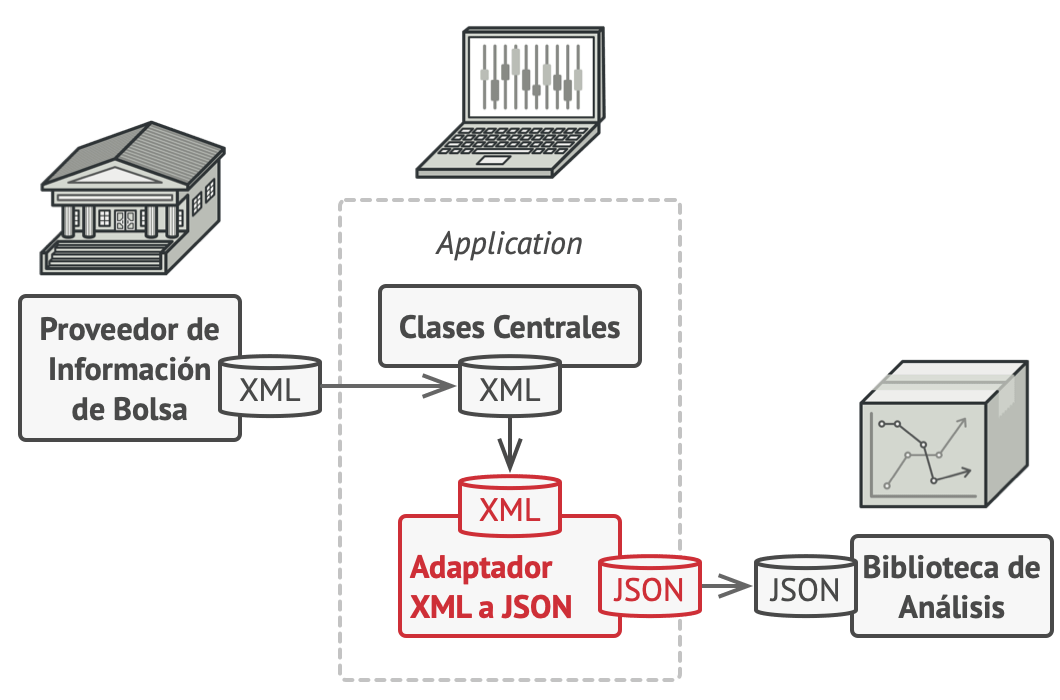 Application
Proveedor de
Información
de Bolsa
XML
Clases Centrales
XML
XML
Adaptador
XML a JSON
JSON
JSON
Biblioteca de
Análisis